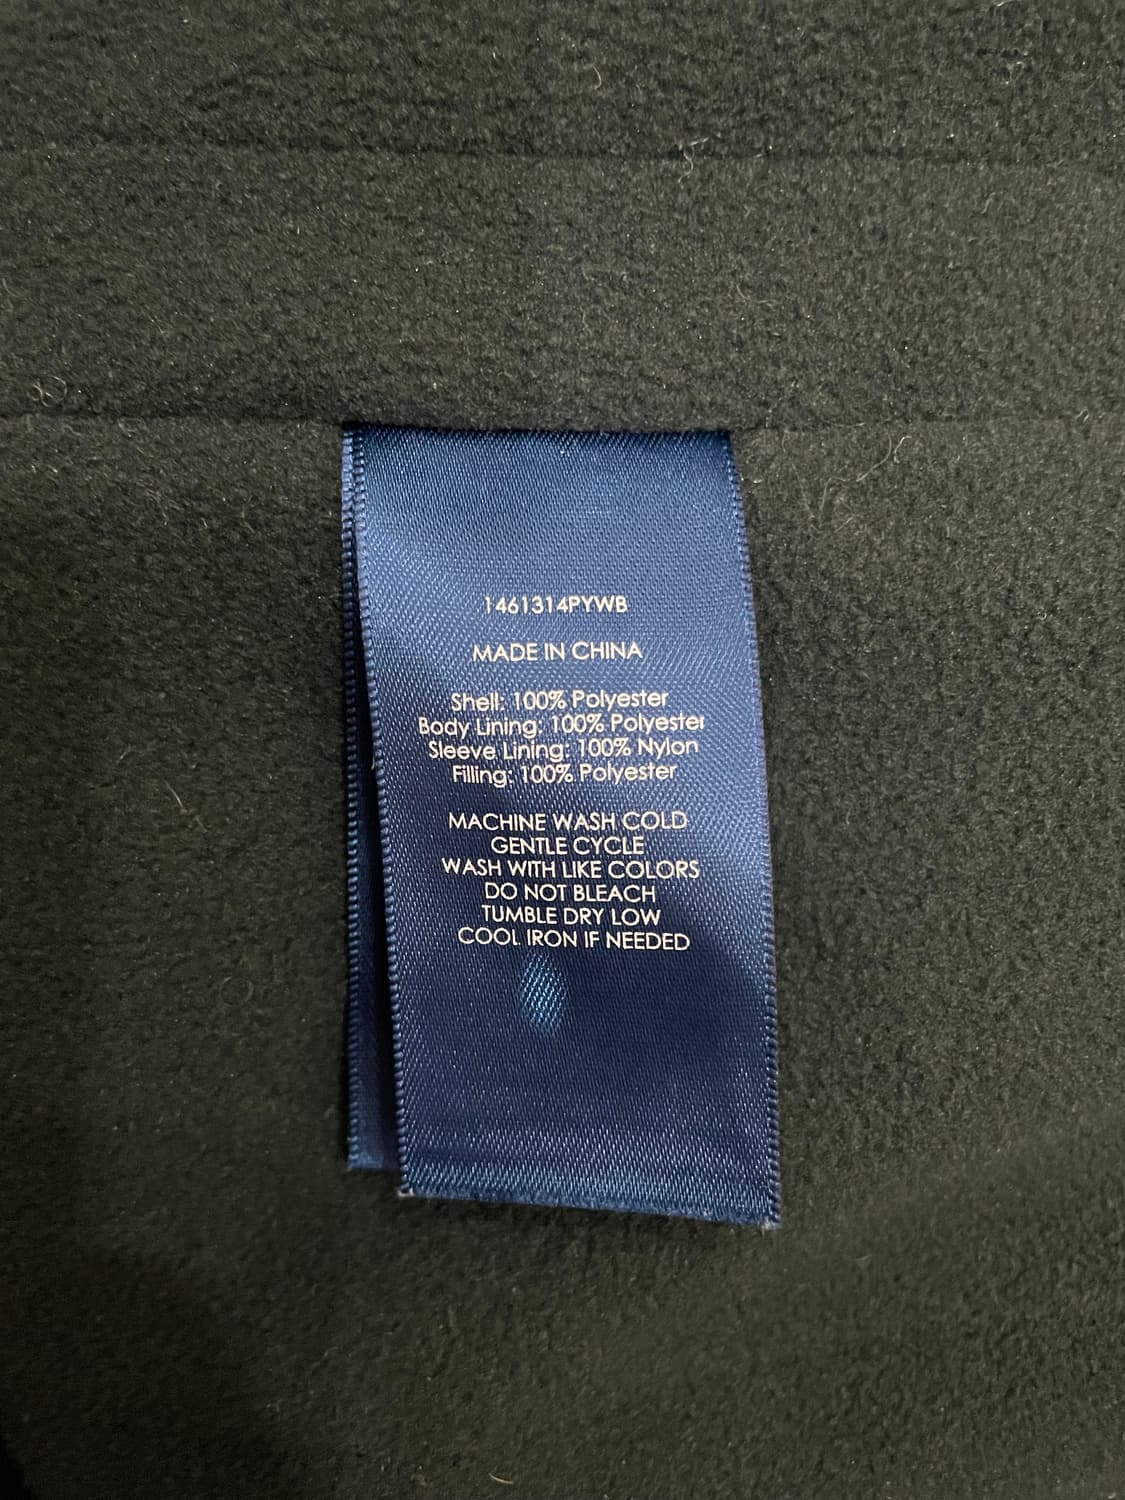 1461314PYWB
MADE IN CHINA
Shell: 100% Polyester
Body Lining: 100% Polyester
Sleeve Lining: 100% Nylon
Filling: 100% Polyester
MACHINE WASH COLD
GENTLE CYCLE
WASH WITH LIKE COLORS
DO NOT BLEACH
TUMBLE DRY LOW
COOL IRON IF NEEDED